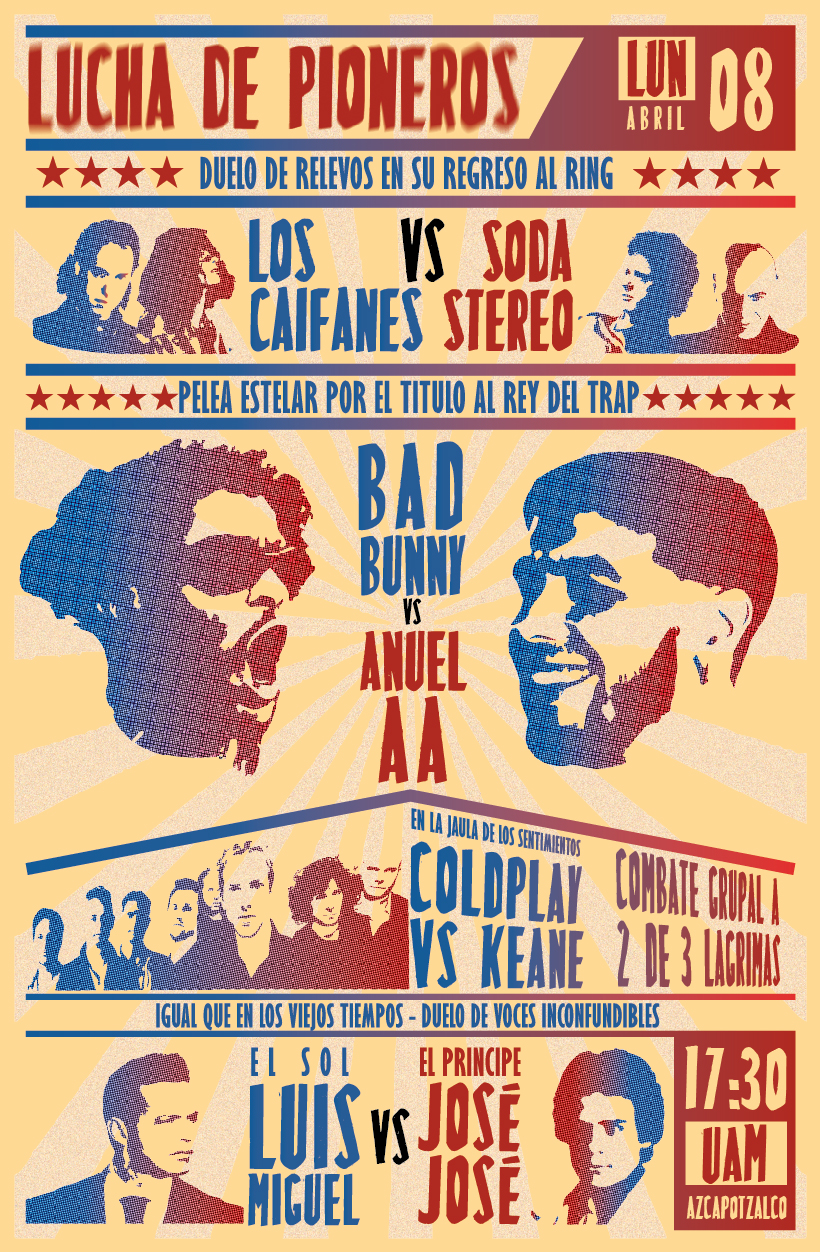 LUCHA DE PIONEROS
LUN
ABRIL
08
DUELO DE RELEVOS EN SU REGRESO AL RING
LOS
CAIFANES
VS
SODA
STEREO
PELEA ESTELAR POR EL TITULO AL REY DEL TRAP
BAD
BUNNY
VS
ANUEL
AA
EN LA JAULA DE LOS SENTIMIENTOS
COLDPLAY
VS KEANE
COMBATE GRUPAL A
2 DE 3 LAGRIMAS
IGUAL QUE EN LOS VIEJOS TIEMPOS - DUELO DE VOCES INCONFUNDIBLES
EL SOL
LUIS
MIGUEL
VS
EL PRINCIPE
JOSÉ
JOSÉ
17:30
UAM
AZCAPOTZALCO